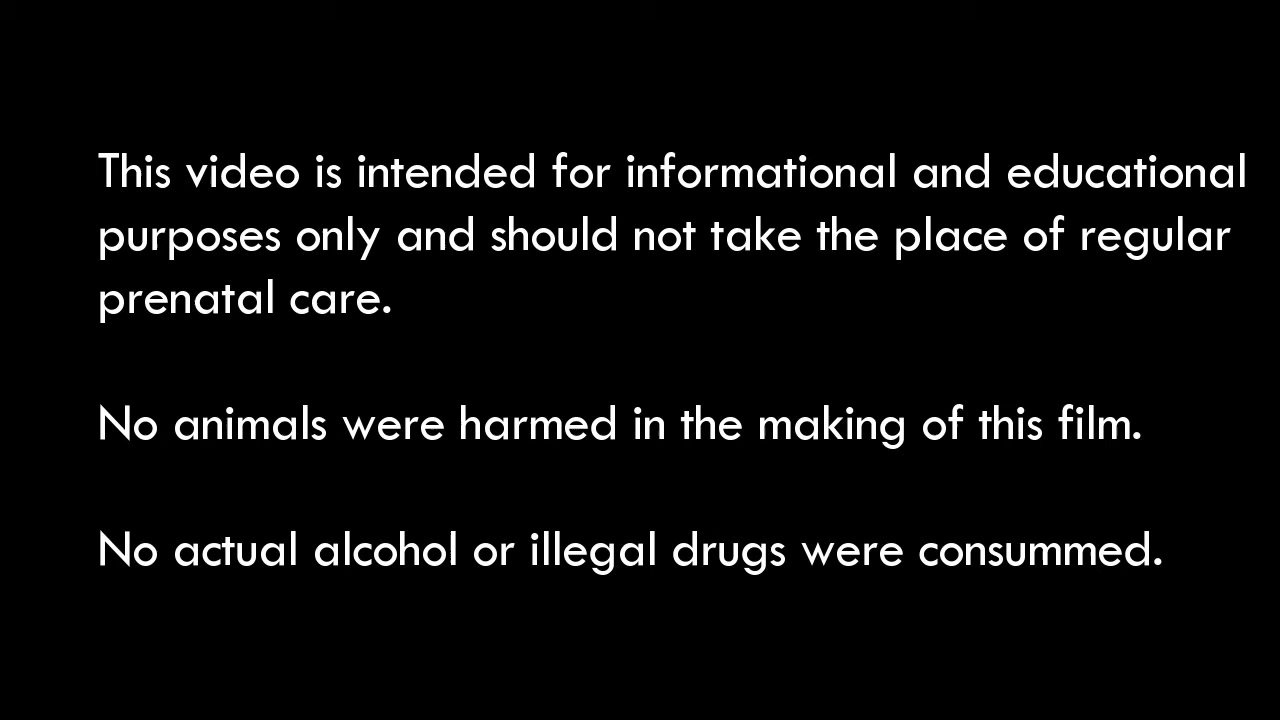 This video is intended for informational and educational
purposes only and should not take the place of regular
prenatal care.
No animals were harmed in the making of this film.
No actual alcohol or illegal drugs were consummed.